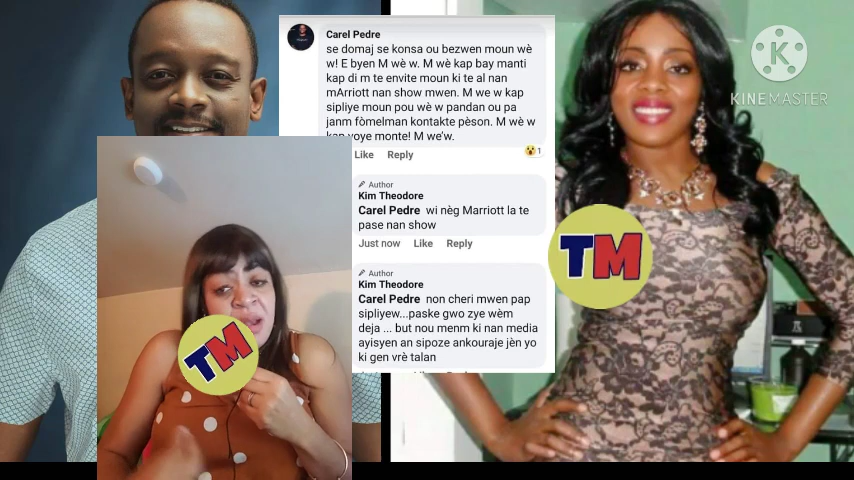 Carel Pedre
se domaj se konsa ou bezwen moun wè
w! E byen M wè w. M wè kap bay manti
kap di m te envite moun ki te al nan
mArriott nan show mwen. M we w kap
sipliye moun pou wè w pandan ou pa
janm fòmelman kontakte pèson. M wè w
kap voye monte! M we'w.
Like Reply
1
Author
Kim Theodore
Carel Pedre wi nèg Marriott la te
pase nan show
Just now Like Reply
Author
Kim Theodore
Carel Pedre non cheri mwen pap
sipliyew...paske gwo zye wèm
deja ... but nou menm ki nan media
ayisyen an sipoze ankouraje jèn yo
ki gen vrè talan
TM
TM
K
KINEMASTER